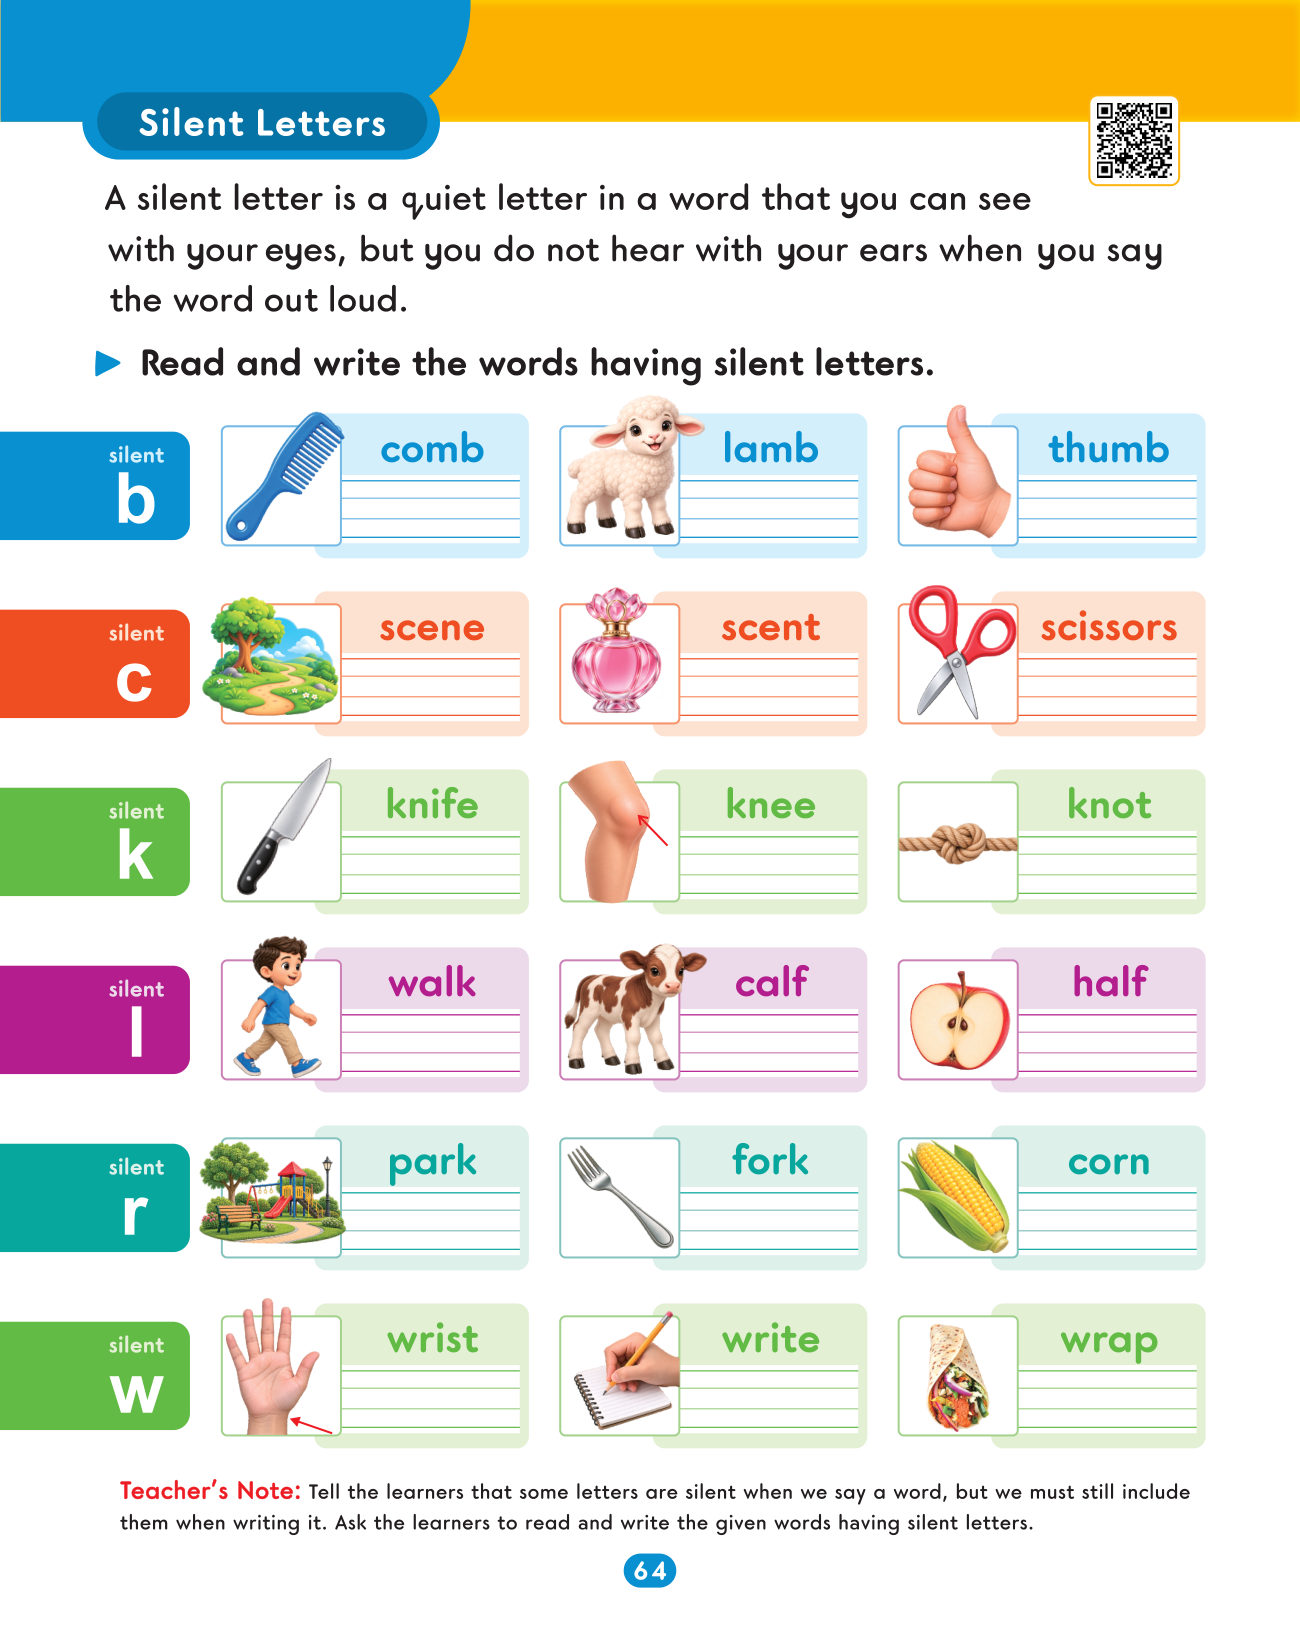 Silent Letters
A silent letter is a quiet letter in a word that you can see
with your eyes, but you do not hear with your ears when you say
the word out loud.
Read and write the words having silent letters.
silent
b
comb
lamb
thumb
silent
c
scene
scent
scissors
silent
k
knife
knee
knot
silent
l
walk
calf
half
silent
r
park
fork
corn
silent
w
wrist
write
wrap
Teacher's Note: Tell the learners that some letters are silent when we say a word, but we must still include
them when writing it. Ask the learners to read and write the given words having silent letters.
64